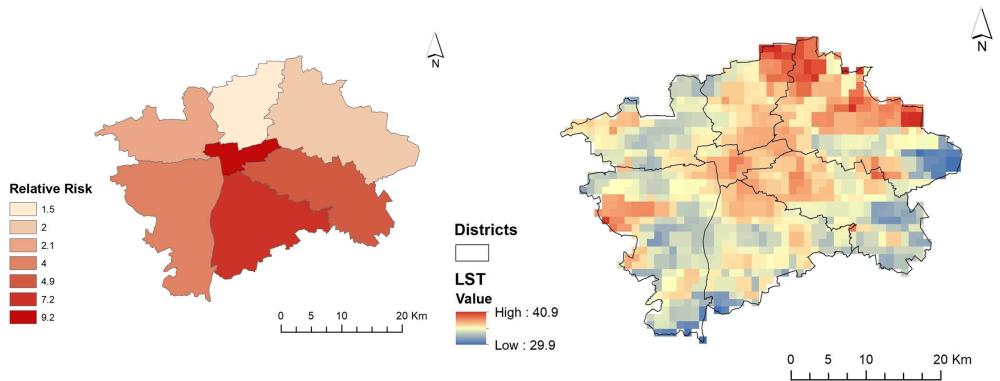 N
Relative Risk
1.5
2
2.1
4
4.9
7.2
9.2
0 5 10 20 Km
N
Districts
LST
Value
High : 40.9
Low : 29.9
0 5 10 20 Km